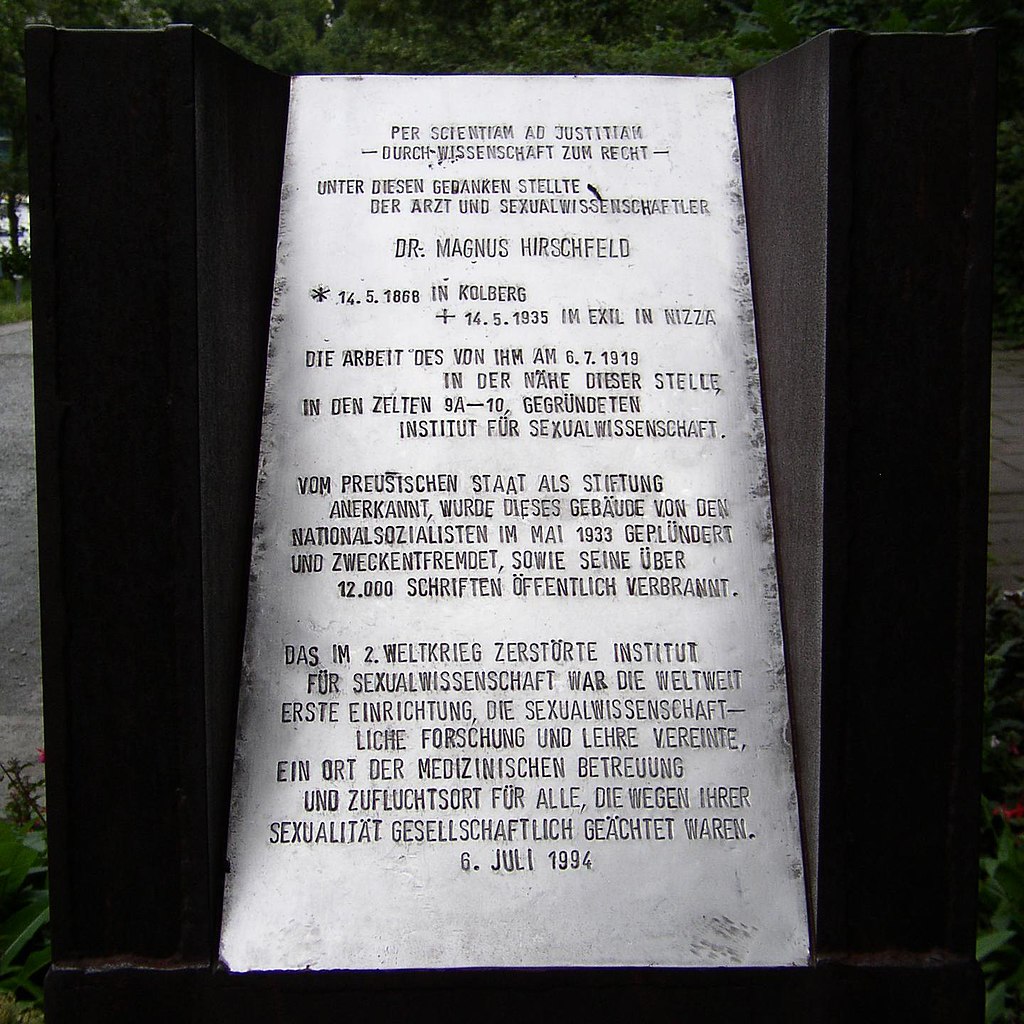 PER SCIENTIAM AD JUSTITIAM
— DURCH WISSENSCHAFT ZUM RECHT —
UNTER DIESEN GEDANKEN STELLTE
DER ARZT UND SEXUALWISSENSCHAFTLER
DR. MAGNUS HIRSCHFELD
* 14.5.1868 IN KOLBERG
+ 14.5.1935 IM EXIL IN NIZZA
DIE ARBEIT DES VON IHM AM 6.7.1919
IN DER NÄHE DIESER STELLE,
IN DEN ZELTEN 9A—10, GEGRÜNDETEN
INSTITUT FÜR SEXUALWISSENSCHAFT.
VOM PREUSTISCHEN STAAT ALS STIFTUNG
ANERKANNT, WURDE DIESES GEBÄUDE VON DEN
NATIONALSOZIALISTEN IM MAI 1933 GEPLÜNDERT
UND ZWECKENTFREMDET, SOWIE SEINE ÜBER
12.000 SCHRIFTEN ÖFFENTLICH VERBRANNT.
DAS IM 2. WELTKRIEG ZERSTÖRTE INSTITUT
FÜR SEXUALWISSENSCHAFT WAR DIE WELTWEIT
ERSTE EINRICHTUNG, DIE SEXUALWISSENSCHAFT—
LICHE FORSCHUNG UND LEHRE VEREINTE,
EIN ORT DER MEDIZINISCHEN BETREUUNG
UND ZUFLUCHTSORT FÜR ALLE, DIE WEGEN IHRER
SEXUALITÄT GESELLSCHAFTLICH GEÄCHTET WAREN.
6. JULI 1994